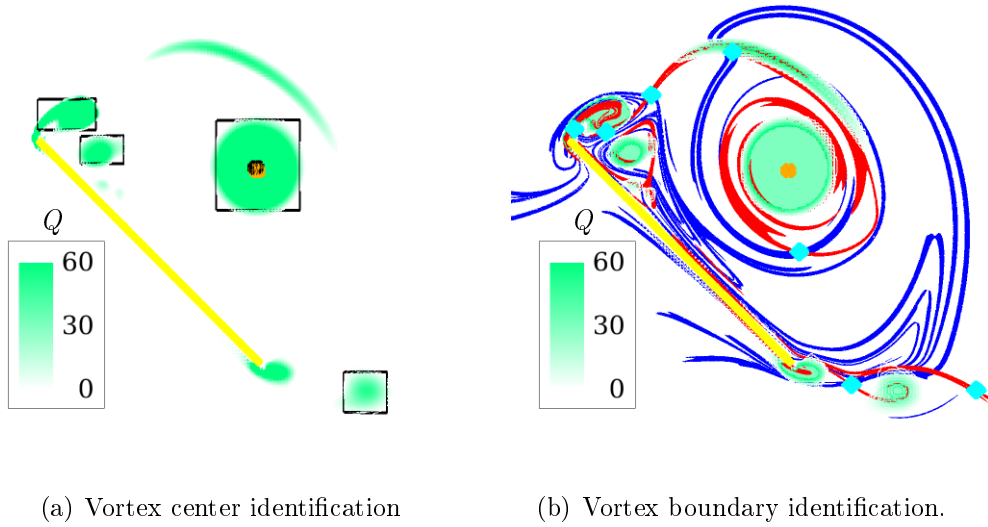 Q
60
30
0
Q
60
30
0
(a) Vortex center identification
(b) Vortex boundary identification.